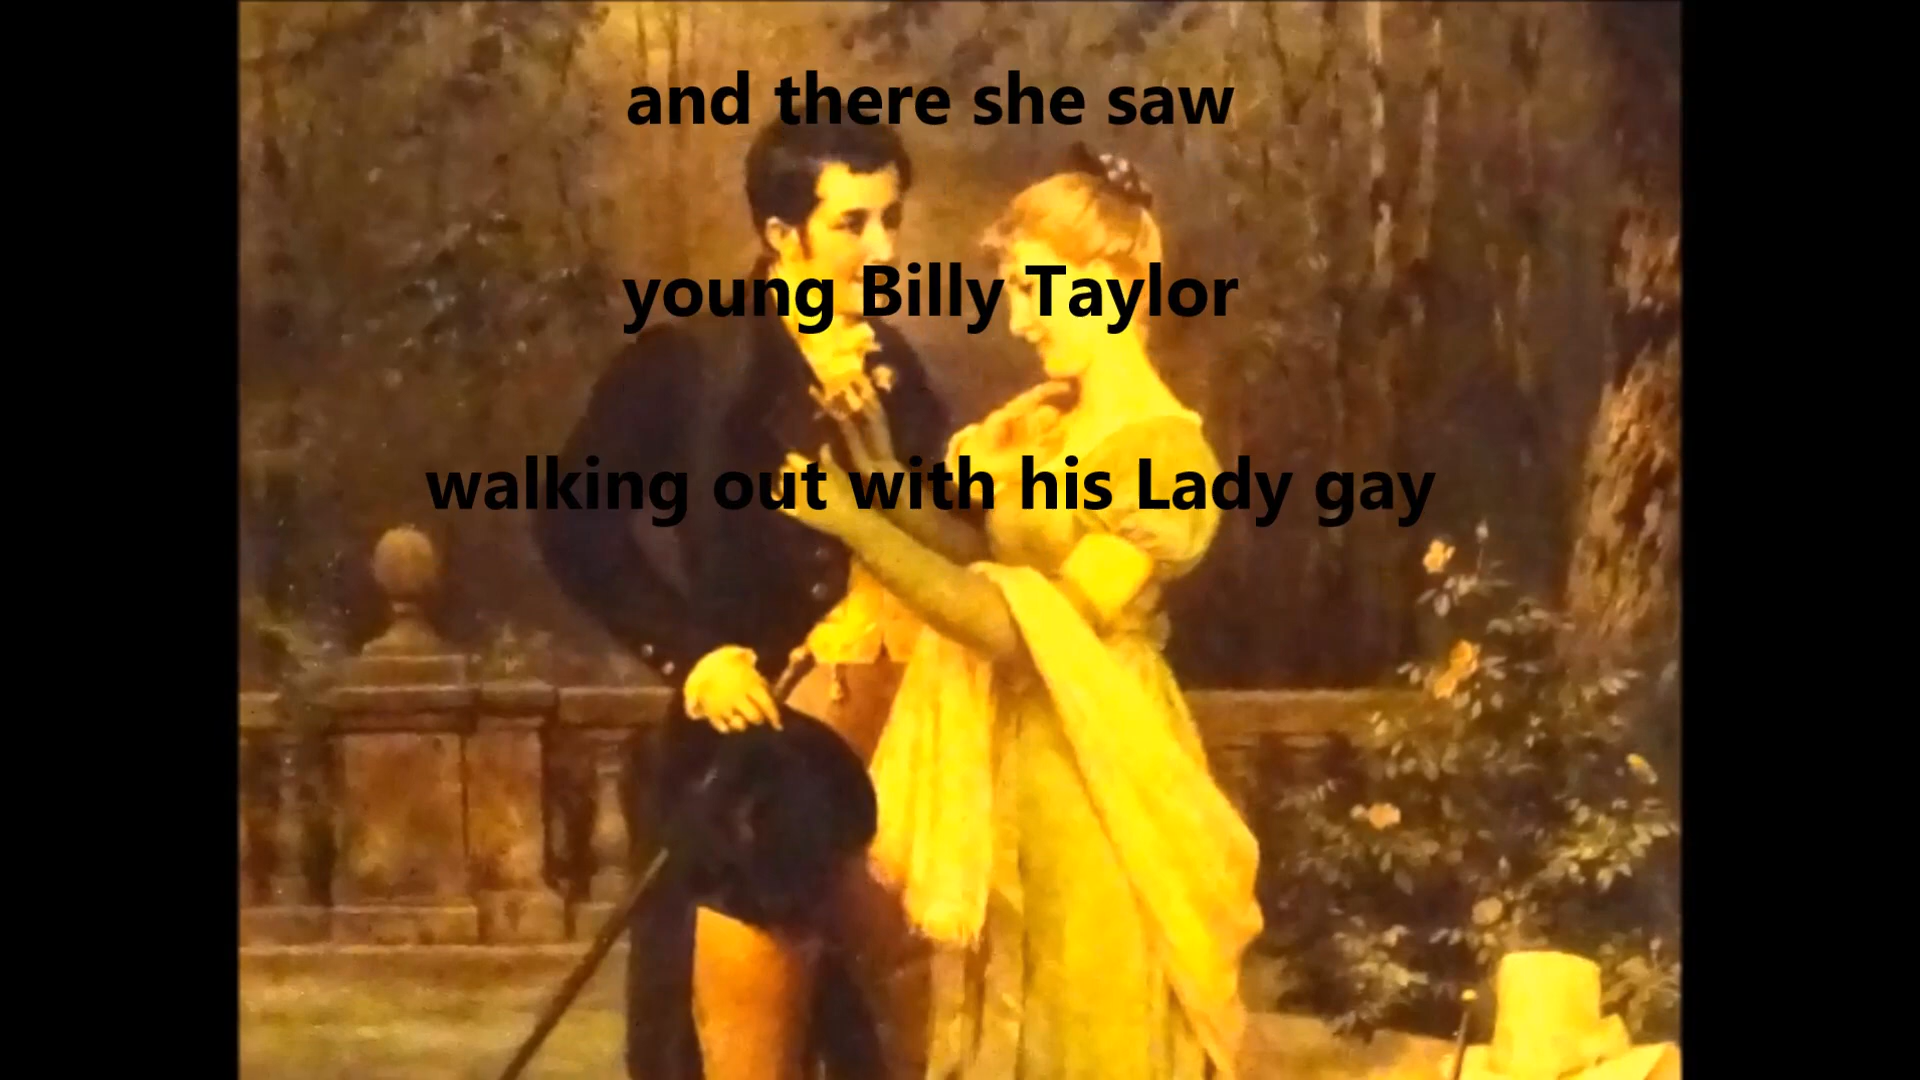 and there she saw
young Billy Taylor
walking out with his Lady gay